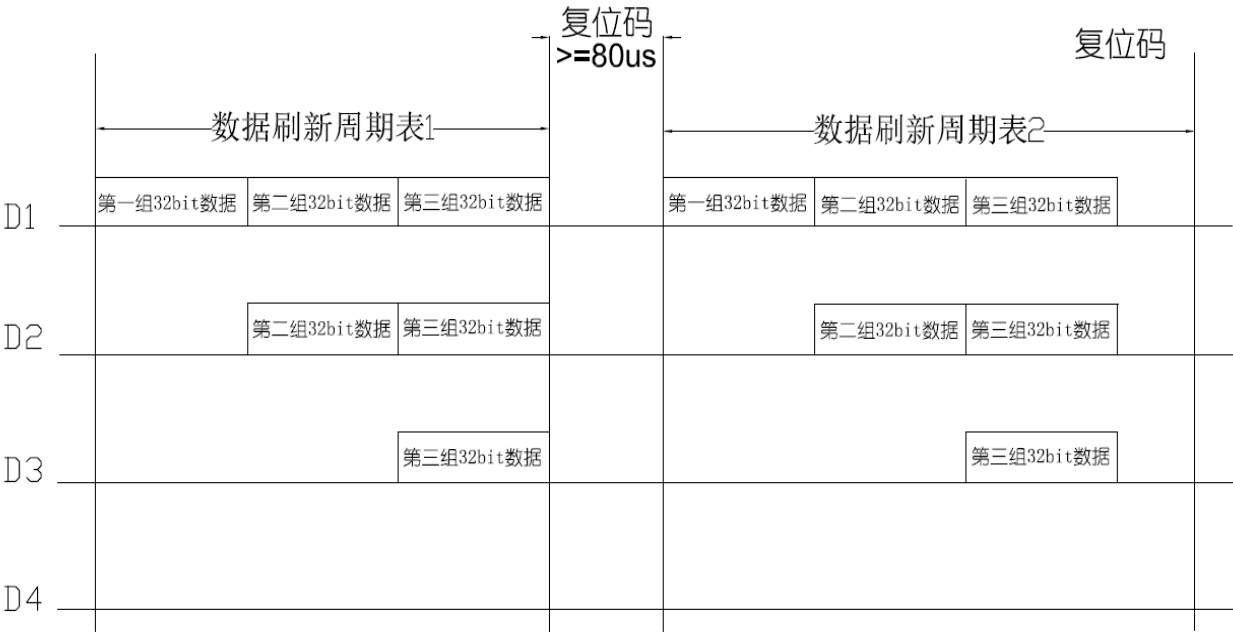 复位码
>=80us
复位码
数据刷新周期表1
数据刷新周期表2
D1
第一组32bit数据 第二组32bit数据 第三组32bit数据
第一组32bit数据 第二组32bit数据 第三组32bit数据
D2
第二组32bit数据 第三组32bit数据
第二组32bit数据 第三组32bit数据
D3
第三组32bit数据
第三组32bit数据
D4